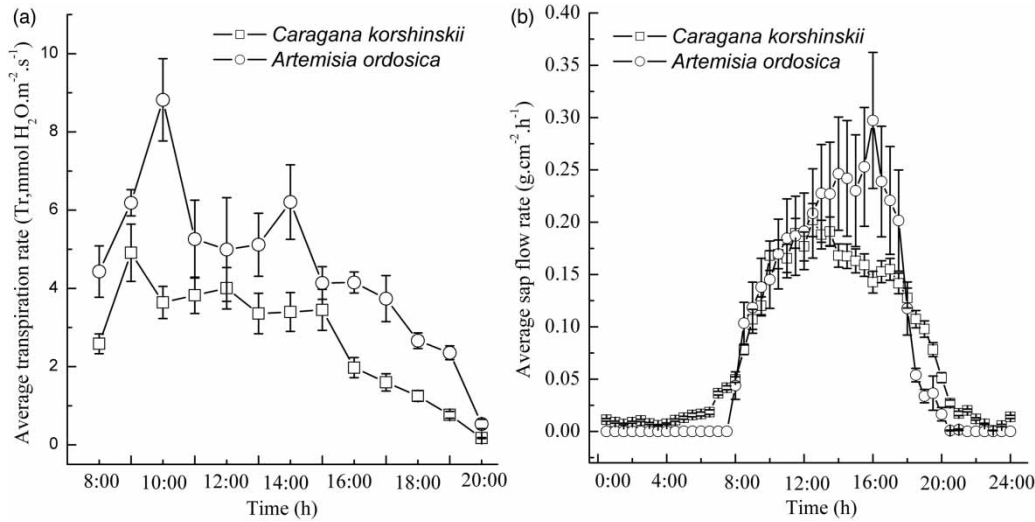 (a)
Caragana korshinskii
Artemisia ordosica
Average transpiration rate (Tr,mmol H₂O.m⁻².s⁻¹)
10
8
6
4
2
0
8:00 10:00 12:00 14:00 16:00 18:00 20:00
Time (h)
(b)
Caragana korshinskii
Artemisia ordosica
Average sap flow rate (g.cm⁻².h⁻¹)
0.40
0.35
0.30
0.25
0.20
0.15
0.10
0.05
0.00
0:00 4:00 8:00 12:00 16:00 20:00 24:00
Time (h)